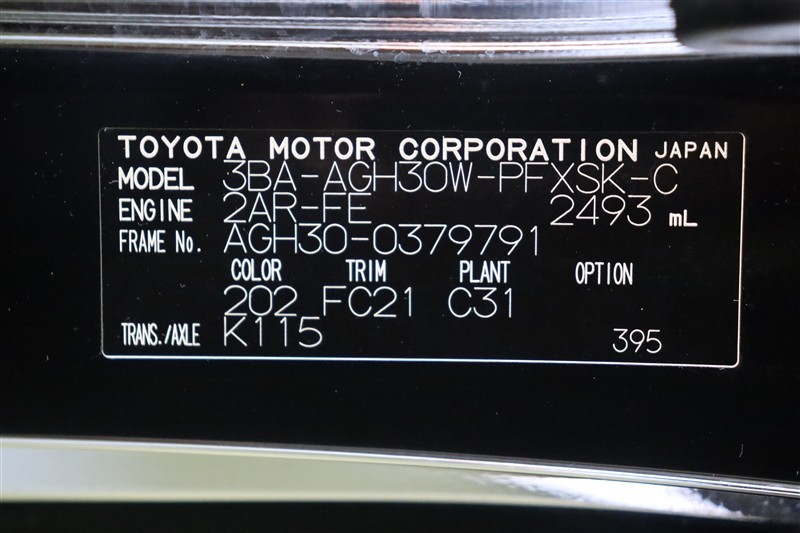 TOYOTA MOTOR CORPORATION JAPAN
MODEL 3BA-AGH30W-PFXSK-C
ENGINE 2AR-FE 2493 mL
FRAME No. AGH30-0379791
COLOR TRIM PLANT OPTION
202 FC21 C31
TRANS./AXLE K115 395